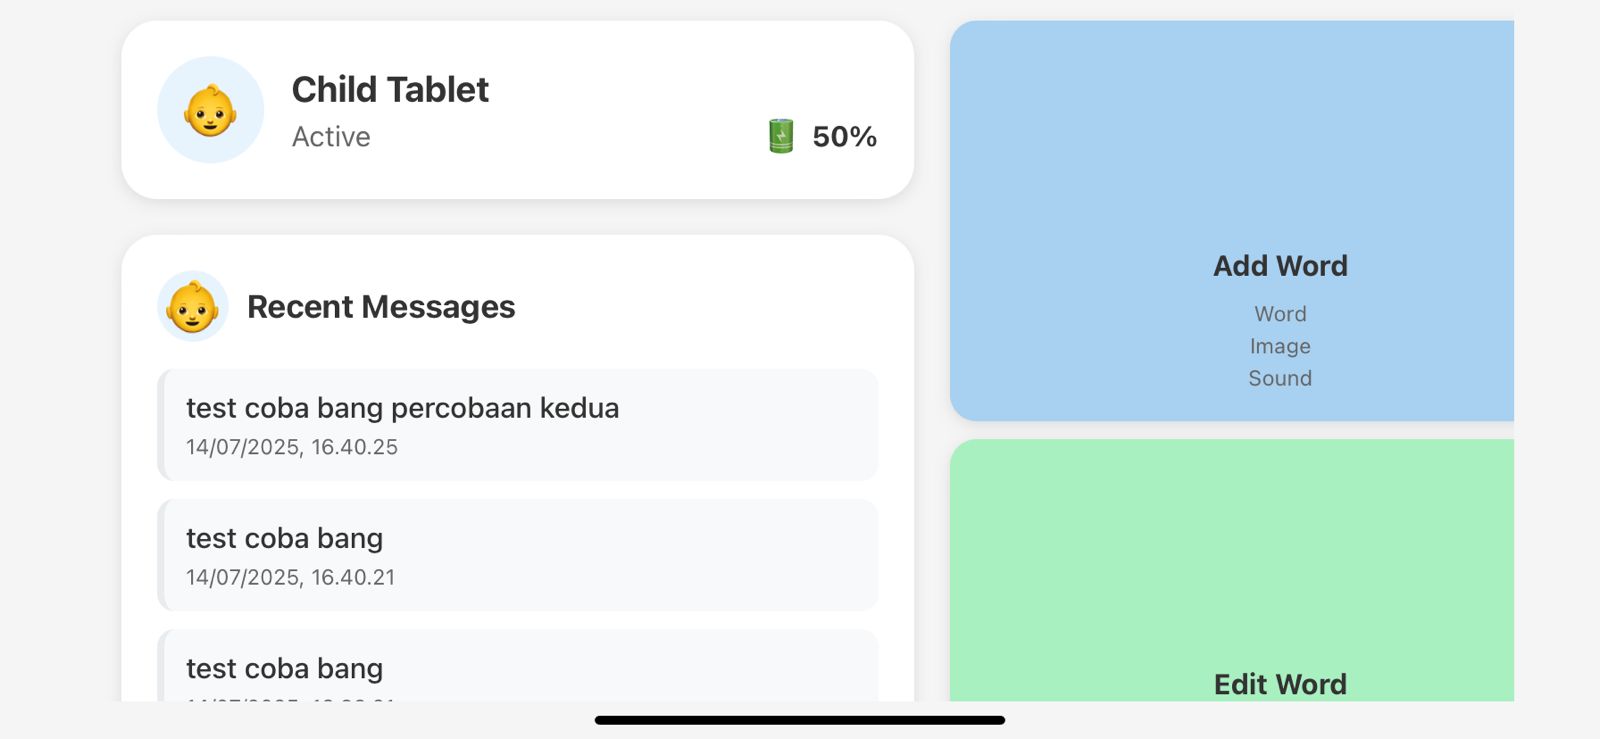 Child Tablet
Active
50%
Recent Messages
test coba bang percobaan kedua
14/07/2025, 16.40.25
test coba bang
14/07/2025, 16.40.21
test coba bang
Add Word
Word
Image
Sound
Edit Word